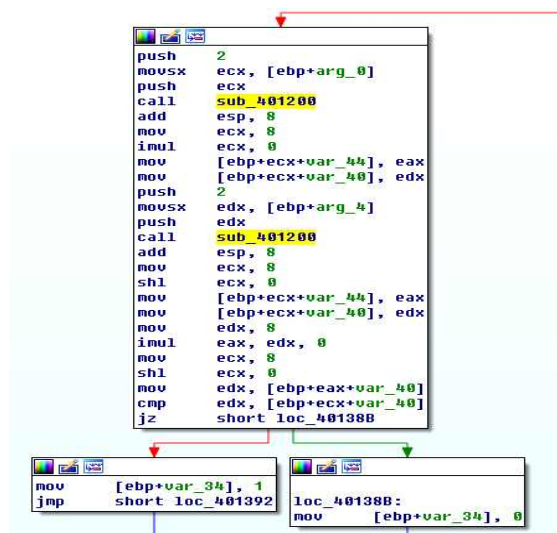 push 2
movsx ecx, [ebp+arg_0]
push ecx
call sub_401200
add esp, 8
mov ecx, 8
imul ecx, 0
mov [ebp+ecx+var_44], eax
mov [ebp+ecx+var_40], edx
push 2
movsx edx, [ebp+arg_4]
push edx
call sub_401200
add esp, 8
mov ecx, 8
shl ecx, 0
mov [ebp+ecx+var_44], eax
mov [ebp+ecx+var_40], edx
mov edx, 8
imul eax, edx, 0
mov ecx, 8
shl ecx, 0
mov edx, [ebp+eax+var_40]
cmp edx, [ebp+ecx+var_40]
jz short loc_40138B
mov [ebp+var_34], 1
jmp short loc_401392
loc_40138B:
mov [ebp+var_34], 0